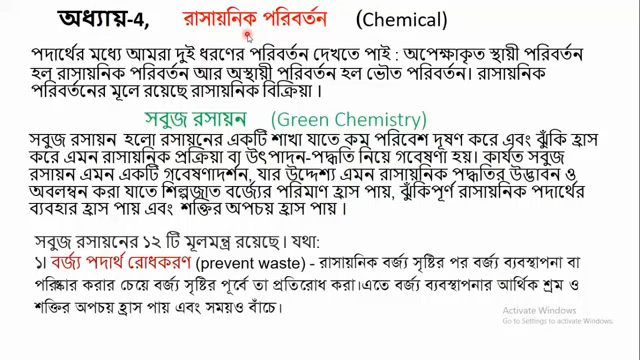 অধ্যায়-4, রাসায়নিক পরিবর্তন (Chemical)
পদার্থের মধ্যে আমরা দুই ধরণের পরিবর্তন দেখতে পাই : অপেক্ষাকৃত স্থায়ী পরিবর্তন
হল রাসায়নিক পরিবর্তন আর অস্থায়ী পরিবর্তন হল ভৌত পরিবর্তন। রাসায়নিক
পরিবর্তনের মূলে রয়েছে রাসায়নিক বিক্রিয়া।
সবুজ রসায়ন (Green Chemistry)
সবুজ রসায়ন হলো রসায়নের একটি শাখা যাতে কম পরিবেশ দূষণ করে এবং ঝুঁকি হ্রাস
করে এমন রাসায়নিক প্রক্রিয়া বা উৎপাদন-পদ্ধতি নিয়ে গবেষণা হয়। কার্যত সবুজ
রসায়ন এমন একটি গবেষণাদর্শন, যার উদ্দেশ্য এমন রাসায়নিক পদ্ধতির উদ্ভাবন ও
অবলম্বন করা যাতে শিল্পজাত বর্জ্যের পরিমাণ হ্রাস পায়, ঝুঁকিপূর্ণ রাসায়নিক পদার্থের
ব্যবহার হ্রাস পায় এবং শক্তির অপচয় হ্রাস পায়।
সবুজ রসায়নের ১২ টি মূলমন্ত্র রয়েছে। যথা:
১। বর্জ্য পদার্থ রোধকরণ (prevent waste) - রাসায়নিক বর্জ্য সৃষ্টির পর বর্জ্য ব্যবস্থাপনা বা
পরিষ্কার করার চেয়ে বর্জ্য সৃষ্টির পূর্বে তা প্রতিরোধ করা।এতে বর্জ্য ব্যবস্থাপনার আর্থিক শ্রম ও
শক্তির অপচয় হ্রাস পায় এবং সময়ও বাঁচে।
Activate Windows
Go to Settings to activate Windows.